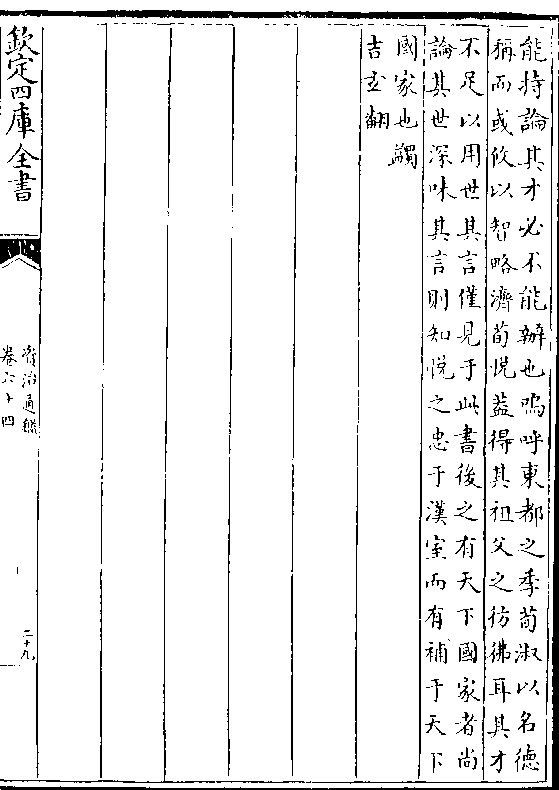 能持論其才必不能辦也嗚呼東都之季荀淑以名德
稱而或攸以智略濟荀悦葢得其祖父之彷彿耳其才
不足以用世其言僅見于此書後之有天下國家者尚
論其世深味其言則知悦之忠于漢室而有補于天下
國家也蠲
吉玄翻
欽定四庫全書
資治通鑑
卷六十四
二十九